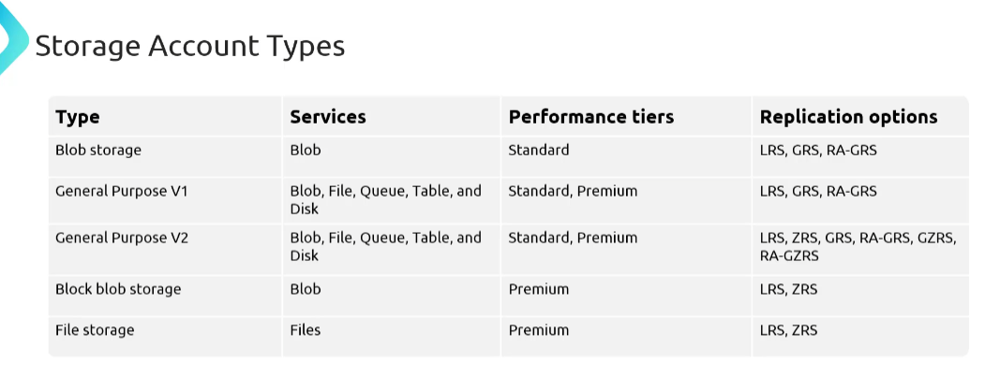 Storage Account Types
Type Services Performance tiers Replication options
Blob storage Blob Standard LRS, GRS, RA-GRS
General Purpose V1 Blob, File, Queue, Table, and Standard, Premium LRS, GRS, RA-GRS
Disk
General Purpose V2 Blob, File, Queue, Table, and Standard, Premium LRS, ZRS, GRS, RA-GRS, GZRS,
Disk RA-GZRS
Block blob storage Blob Premium LRS, ZRS
File storage Files Premium LRS, ZRS